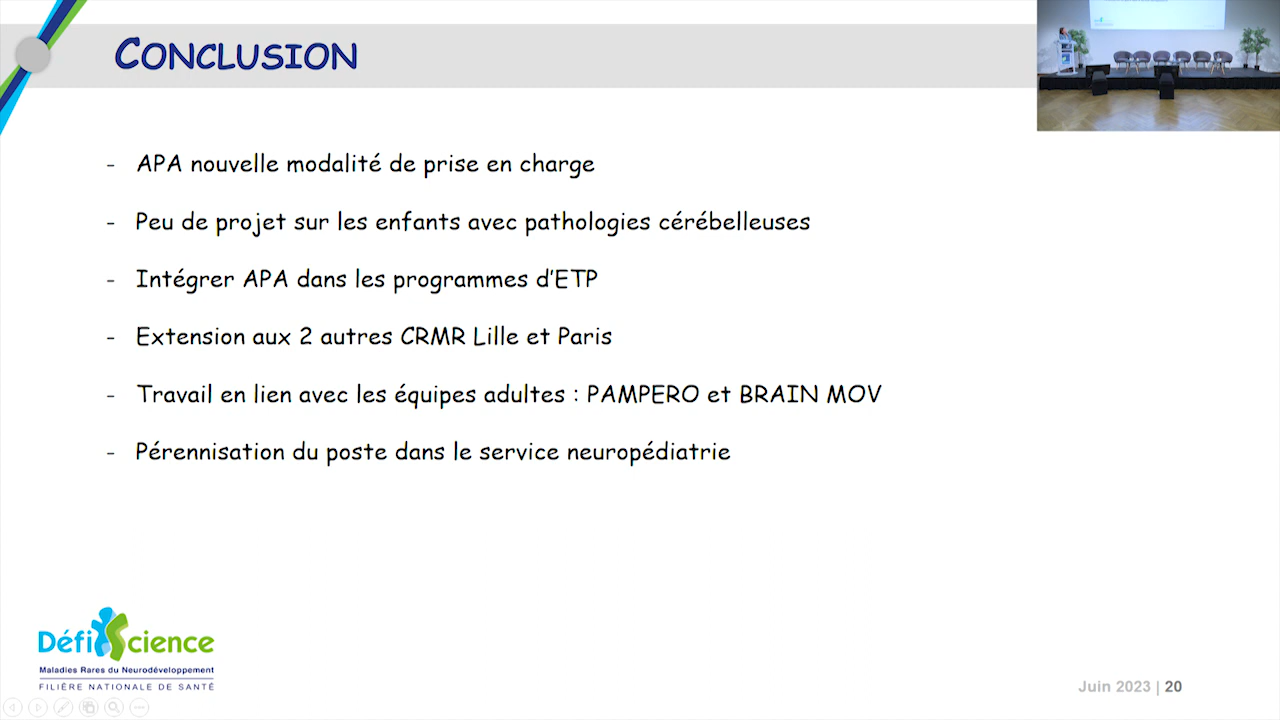 CONCLUSION
- APA nouvelle modalité de prise en charge
- Peu de projet sur les enfants avec pathologies cérébelleuses
- Intégrer APA dans les programmes d'ETP
- Extension aux 2 autres CRMR Lille et Paris
- Travail en lien avec les équipes adultes : PAMPERO et BRAIN MOV
- Pérennisation du poste dans le service neuropédiatrie
DéfiScience
Maladies Rares du Neurodéveloppement
FILIÈRE NATIONALE DE SANTÉ
Juin 2023 | 20